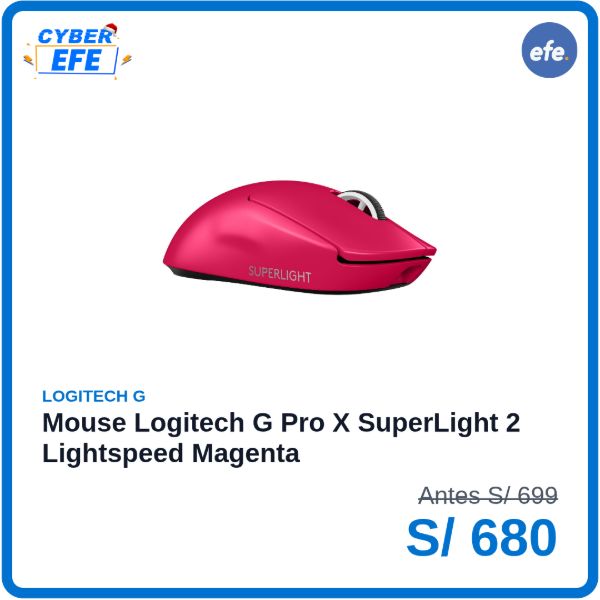 CYBER
EFE
efe.
SUPERLIGHT
LOGITECH G
Mouse Logitech G Pro X SuperLight 2
Lightspeed Magenta
Antes S/ 699
S/ 680